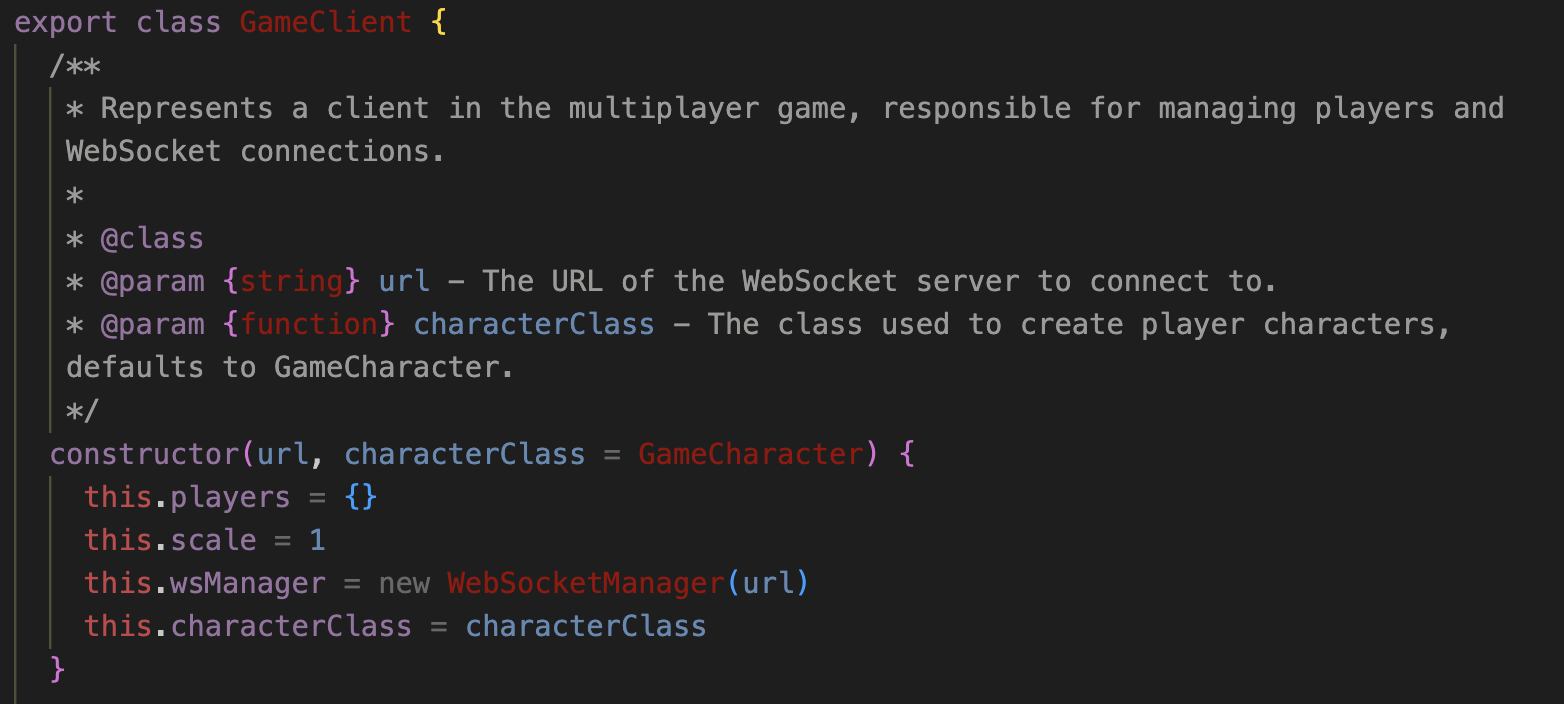 export class GameClient {
/**
* Represents a client in the multiplayer game, responsible for managing players and
WebSocket connections.
*
* @class
* @param {string} url – The URL of the WebSocket server to connect to.
* @param {function} characterClass – The class used to create player characters,
defaults to GameCharacter.
*/
constructor(url, characterClass = GameCharacter) {
this.players = {}
this.scale = 1
this.wsManager = new WebSocketManager(url)
this.characterClass = characterClass
}